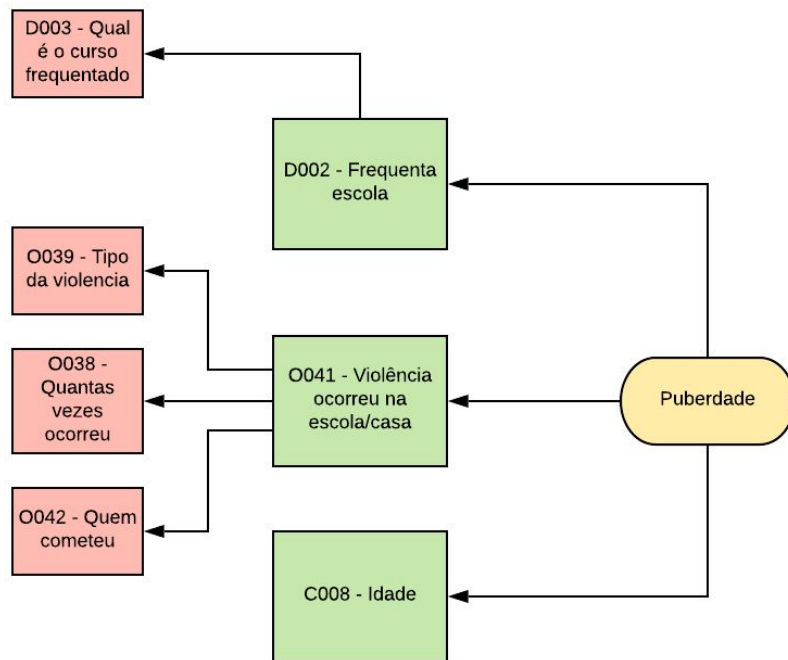 D003 - Qual
é o curso
frequentado
D002 - Frequenta
escola
O039 - Tipo
da violencia
O038 -
Quantas
vezes
ocorreu
O041 - Violência
ocorreu na
escola/casa
Puberdade
O042 - Quem
cometeu
C008 - Idade